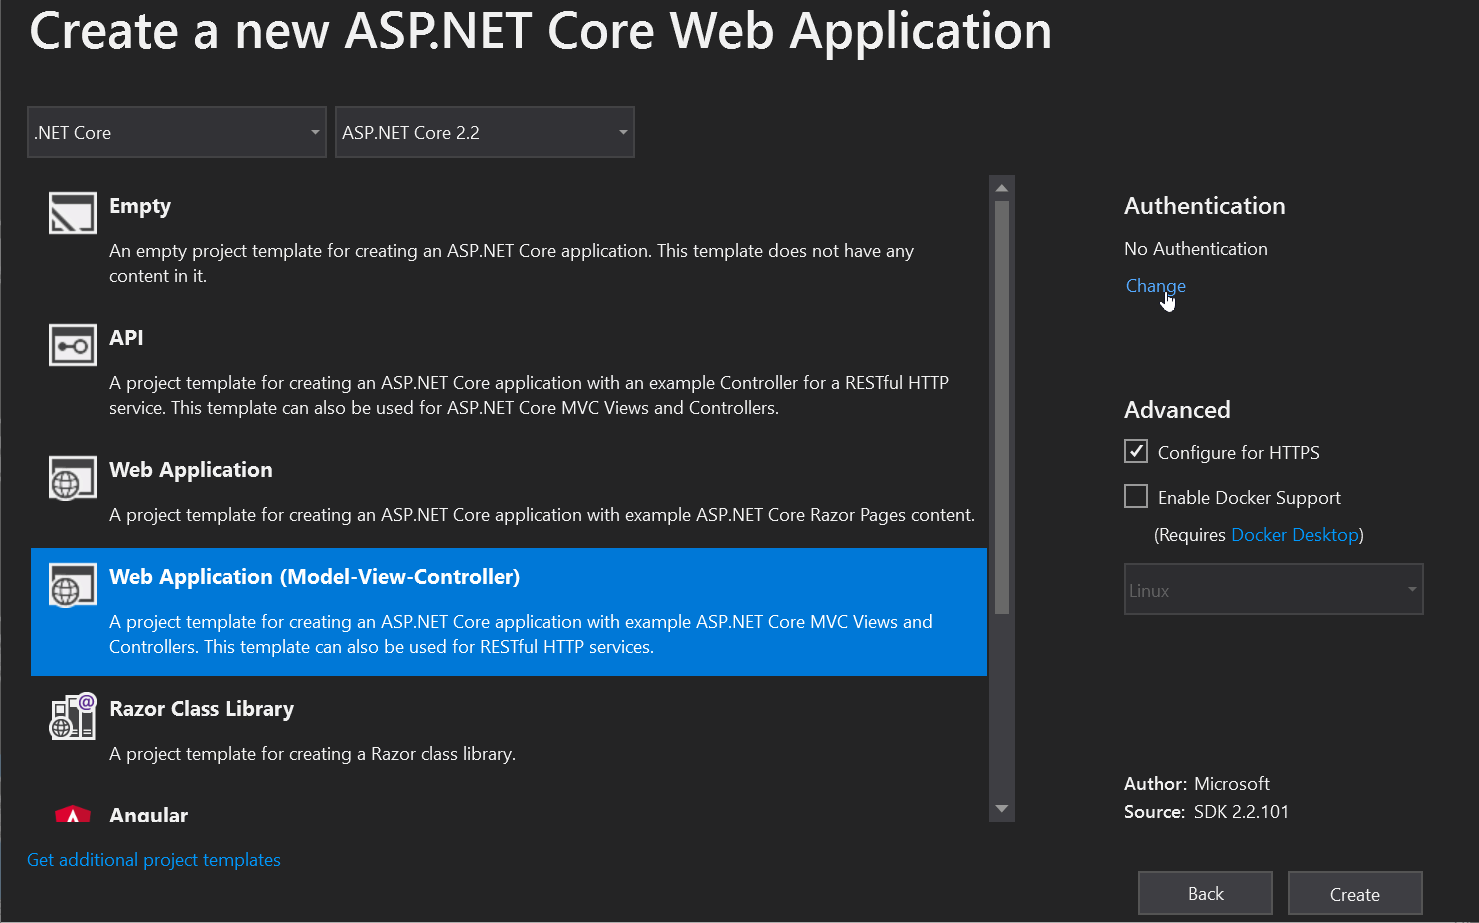 Create a new ASP.NET Core Web Application
.NET Core
ASP.NET Core 2.2
Empty
An empty project template for creating an ASP.NET Core application. This template does not have any
content in it.
API
A project template for creating an ASP.NET Core application with an example Controller for a RESTful HTTP
service. This template can also be used for ASP.NET Core MVC Views and Controllers.
Web Application
A project template for creating an ASP.NET Core application with example ASP.NET Core Razor Pages content.
Web Application (Model-View-Controller)
A project template for creating an ASP.NET Core application with example ASP.NET Core MVC Views and
Controllers. This template can also be used for RESTful HTTP services.
Razor Class Library
A project template for creating a Razor class library.
Angular
Get additional project templates
Authentication
No Authentication
Change
Advanced
Configure for HTTPS
Enable Docker Support
(Requires Docker Desktop)
Linux
Author: Microsoft
Source: SDK 2.2.101
Back
Create